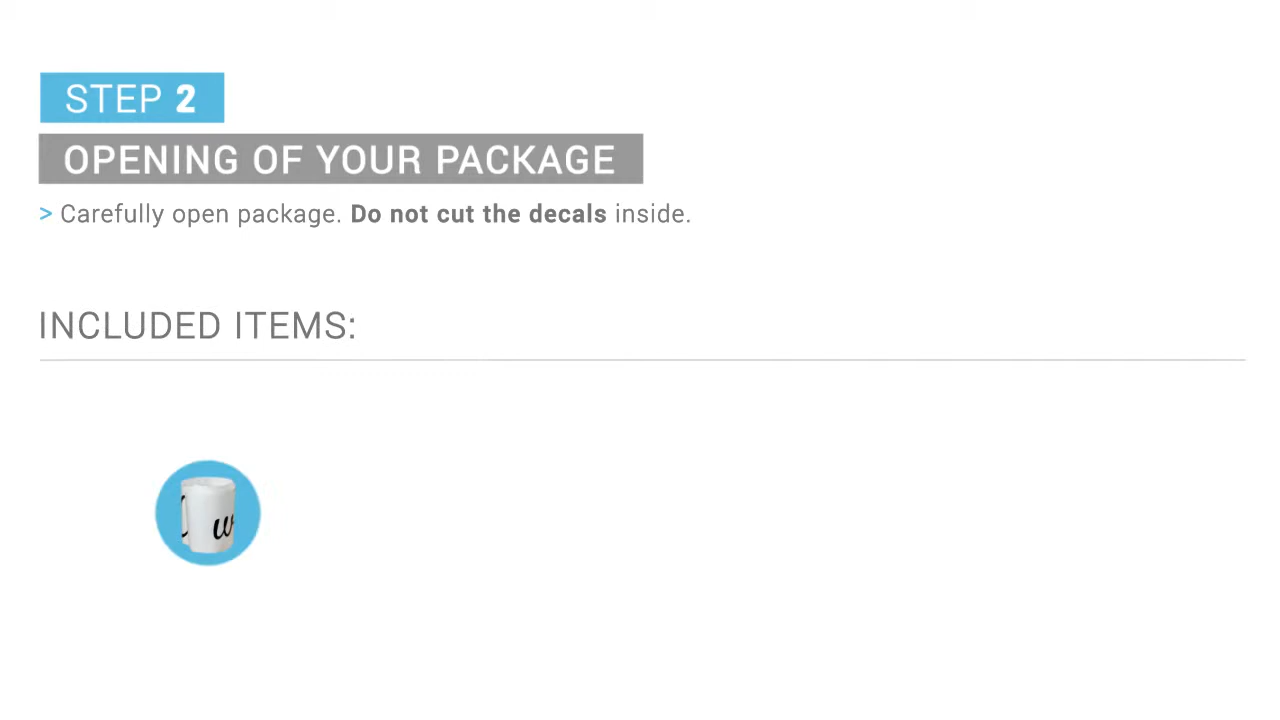 STEP 2
OPENING OF YOUR PACKAGE
> Carefully open package. Do not cut the decals inside.
INCLUDED ITEMS:
w